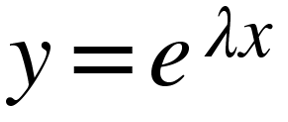 y = e^{λx}